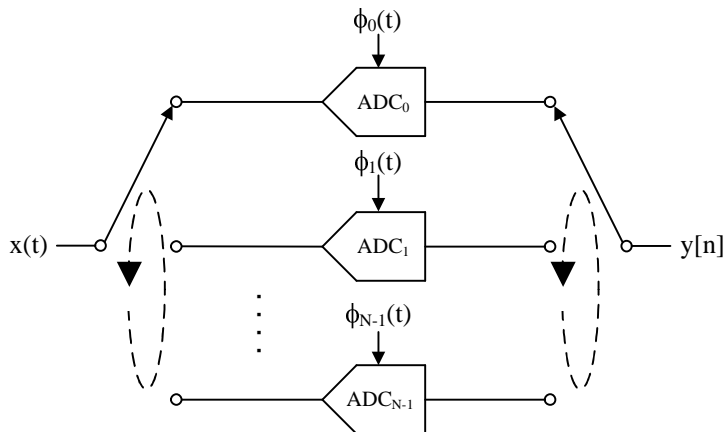 ϕ₀(t)
ADC₀
ϕ₁(t)
x(t)
ADC₁
y[n]
ϕN-1(t)
ADCN-1